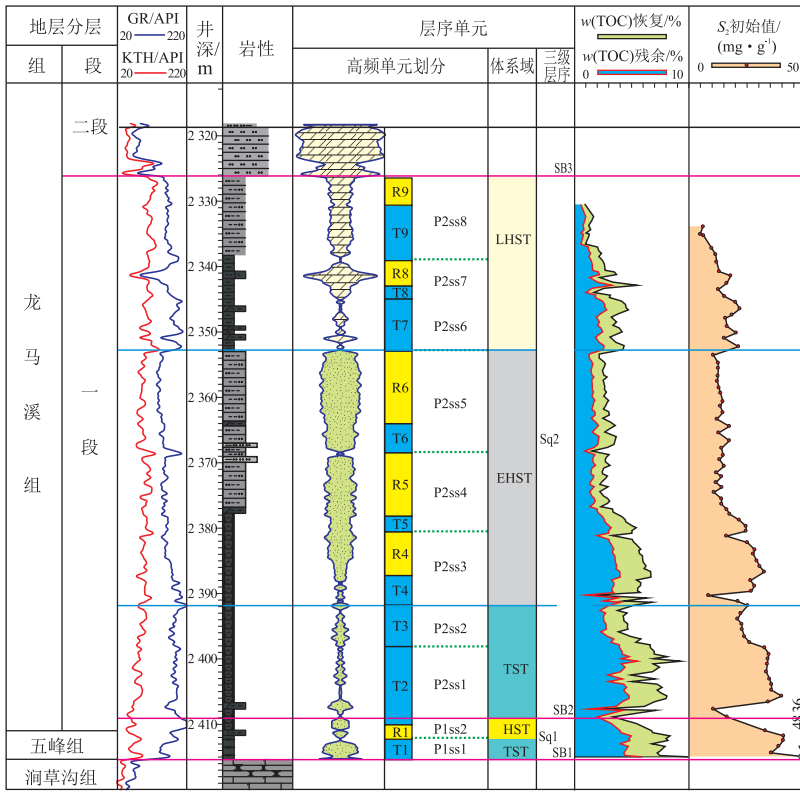 地层分层
组
段
GR/API
20 220
KTH/API
20 220
井深/m
岩性
层序单元
高频单元划分
体系域
三级层序
w(TOC)恢复/%
w(TOC)残余/%
0 10
S₂初始值/
(mg·g⁻¹)
0 50
二段
龙马溪组
一段
五峰组
涧草沟组
2 320
2 330
2 340
2 350
2 360
2 370
2 380
2 390
2 400
2 410
R9
T9
R8
T8
T7
R6
T6
R5
T5
R4
T4
T3
T2
R1
T1
P2ss8
P2ss7
P2ss6
P2ss5
P2ss4
P2ss3
P2ss2
P2ss1
P1ss2
P1ss1
LHST
EHST
TST
HST
TST
SB3
Sq2
SB2
Sq1
SB1
48.36